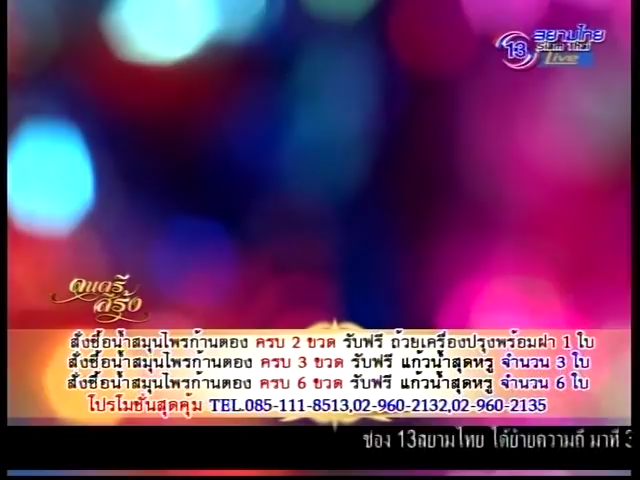 13 สยามไทย
Siam Thai
Live
ดนตรี
สร้าง
สั่งซื้อน้ำสมุนไพรก้านตอง ครบ 2 ขวด รับฟรี ถ้วยเครื่องปรุงพร้อมฝา 1 ใบ
สั่งซื้อน้ำสมุนไพรก้านตอง ครบ 3 ขวด รับฟรี แก้วน้ำสุดหรู จำนวน 3 ใบ
สั่งซื้อน้ำสมุนไพรก้านตอง ครบ 6 ขวด รับฟรี แก้วน้ำสุดหรู จำนวน 6 ใบ
โปรโมชั่นสุดคุ้ม TEL.085-111-8513,02-960-2132,02-960-2135
ช่อง 13สยามไทย ได้ย้ายความถี่ มาที่ 3